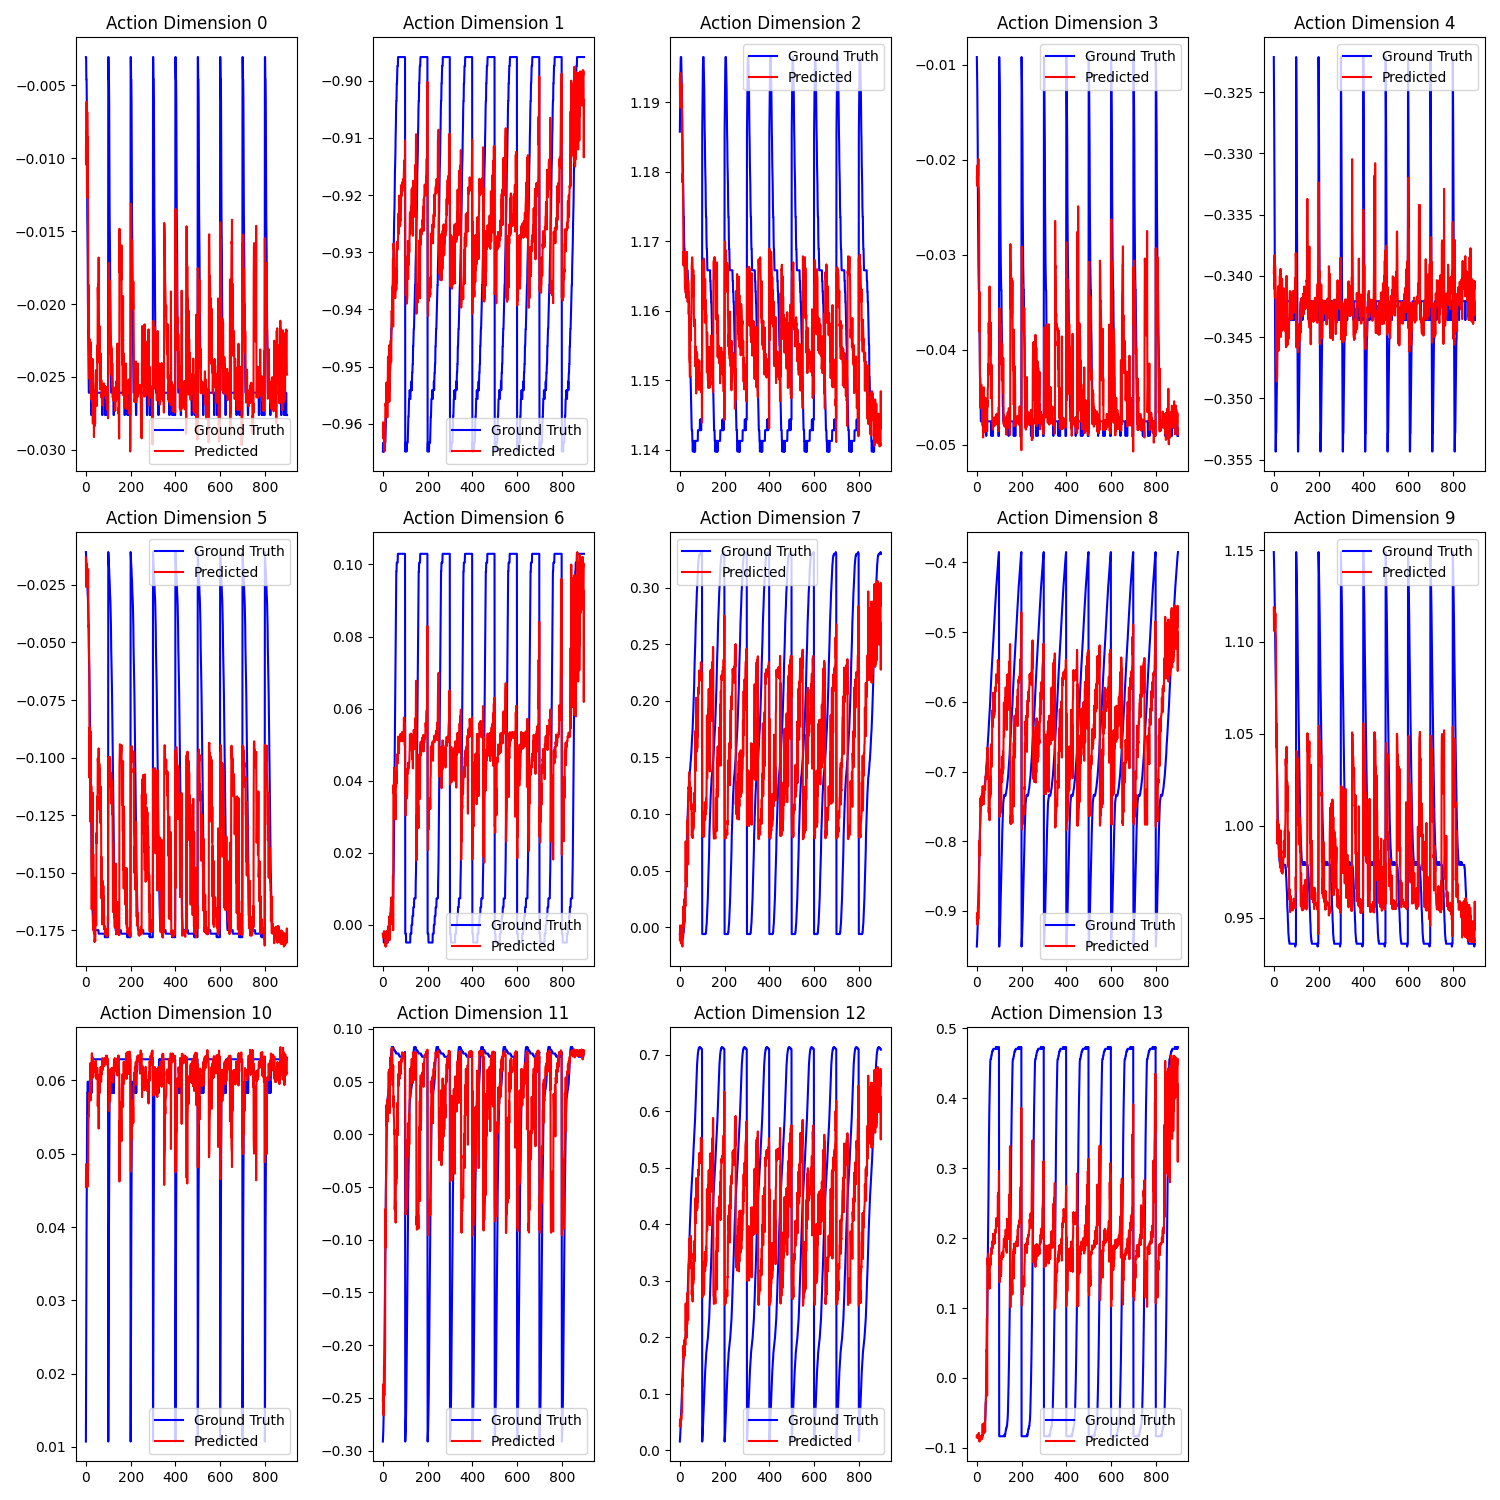 Action Dimension 0
-0.005
-0.010
-0.015
-0.020
-0.025
-0.030
0 200 400 600 800
Ground Truth
Predicted
Action Dimension 1
-0.90
-0.91
-0.92
-0.93
-0.94
-0.95
-0.96
0 200 400 600 800
Ground Truth
Predicted
Action Dimension 2
1.19
1.18
1.17
1.16
1.15
1.14
0 200 400 600 800
Ground Truth
Predicted
Action Dimension 3
-0.01
-0.02
-0.03
-0.04
-0.05
0 200 400 600 800
Ground Truth
Predicted
Action Dimension 4
-0.325
-0.330
-0.335
-0.340
-0.345
-0.350
-0.355
0 200 400 600 800
Ground Truth
Predicted
Action Dimension 5
-0.025
-0.050
-0.075
-0.100
-0.125
-0.150
-0.175
0 200 400 600 800
Ground Truth
Predicted
Action Dimension 6
0.10
0.08
0.06
0.04
0.02
0.00
0 200 400 600 800
Ground Truth
Predicted
Action Dimension 7
0.30
0.25
0.20
0.15
0.10
0.05
0.00
0 200 400 600 800
Ground Truth
Predicted
Action Dimension 8
-0.4
-0.5
-0.6
-0.7
-0.8
-0.9
0 200 400 600 800
Ground Truth
Predicted
Action Dimension 9
1.15
1.10
1.05
1.00
0.95
0 200 400 600 800
Ground Truth
Predicted
Action Dimension 10
0.06
0.05
0.04
0.03
0.02
0.01
0 200 400 600 800
Ground Truth
Predicted
Action Dimension 11
0.10
0.05
0.00
-0.05
-0.10
-0.15
-0.20
-0.25
-0.30
0 200 400 600 800
Ground Truth
Predicted
Action Dimension 12
0.7
0.6
0.5
0.4
0.3
0.2
0.1
0.0
0 200 400 600 800
Ground Truth
Predicted
Action Dimension 13
0.5
0.4
0.3
0.2
0.1
0.0
-0.1
0 200 400 600 800
Ground Truth
Predicted